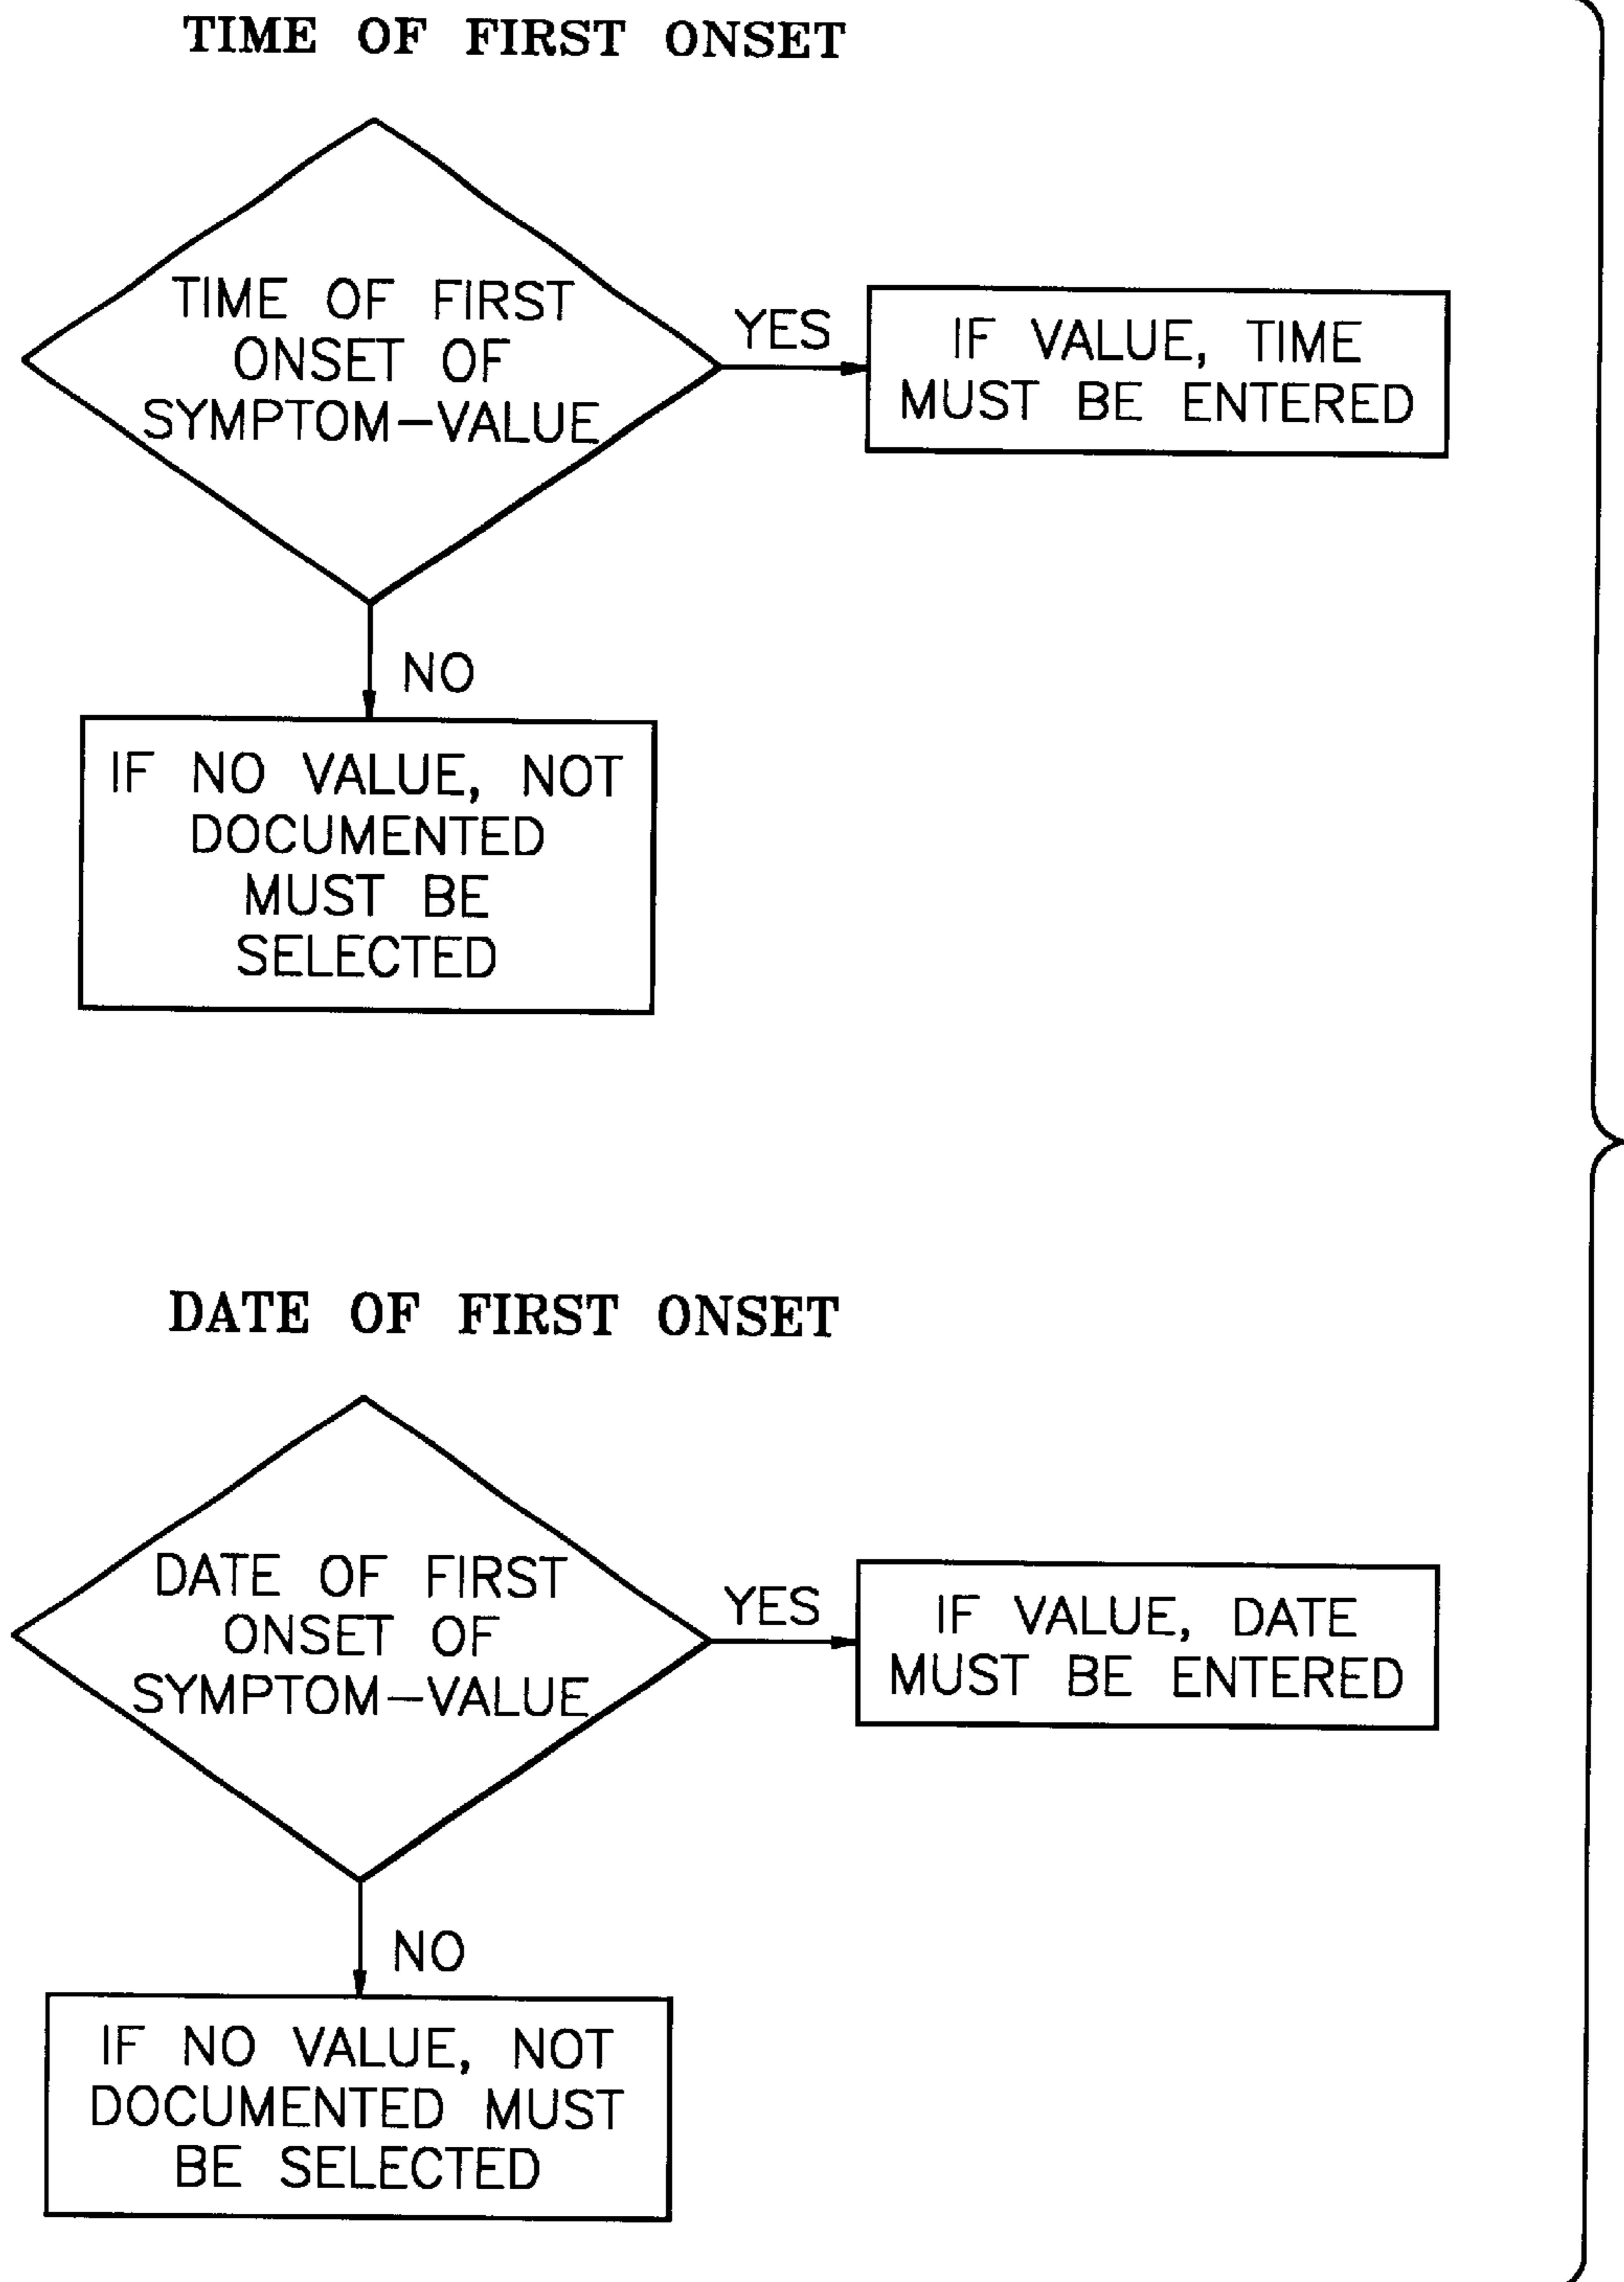 TIME OF FIRST ONSET
TIME OF FIRST
ONSET OF
SYMPTOM-VALUE
YES
IF VALUE, TIME
MUST BE ENTERED
NO
IF NO VALUE, NOT
DOCUMENTED
MUST BE
SELECTED
DATE OF FIRST ONSET
DATE OF FIRST
ONSET OF
SYMPTOM-VALUE
YES
IF VALUE, DATE
MUST BE ENTERED
NO
IF NO VALUE, NOT
DOCUMENTED MUST
BE SELECTED